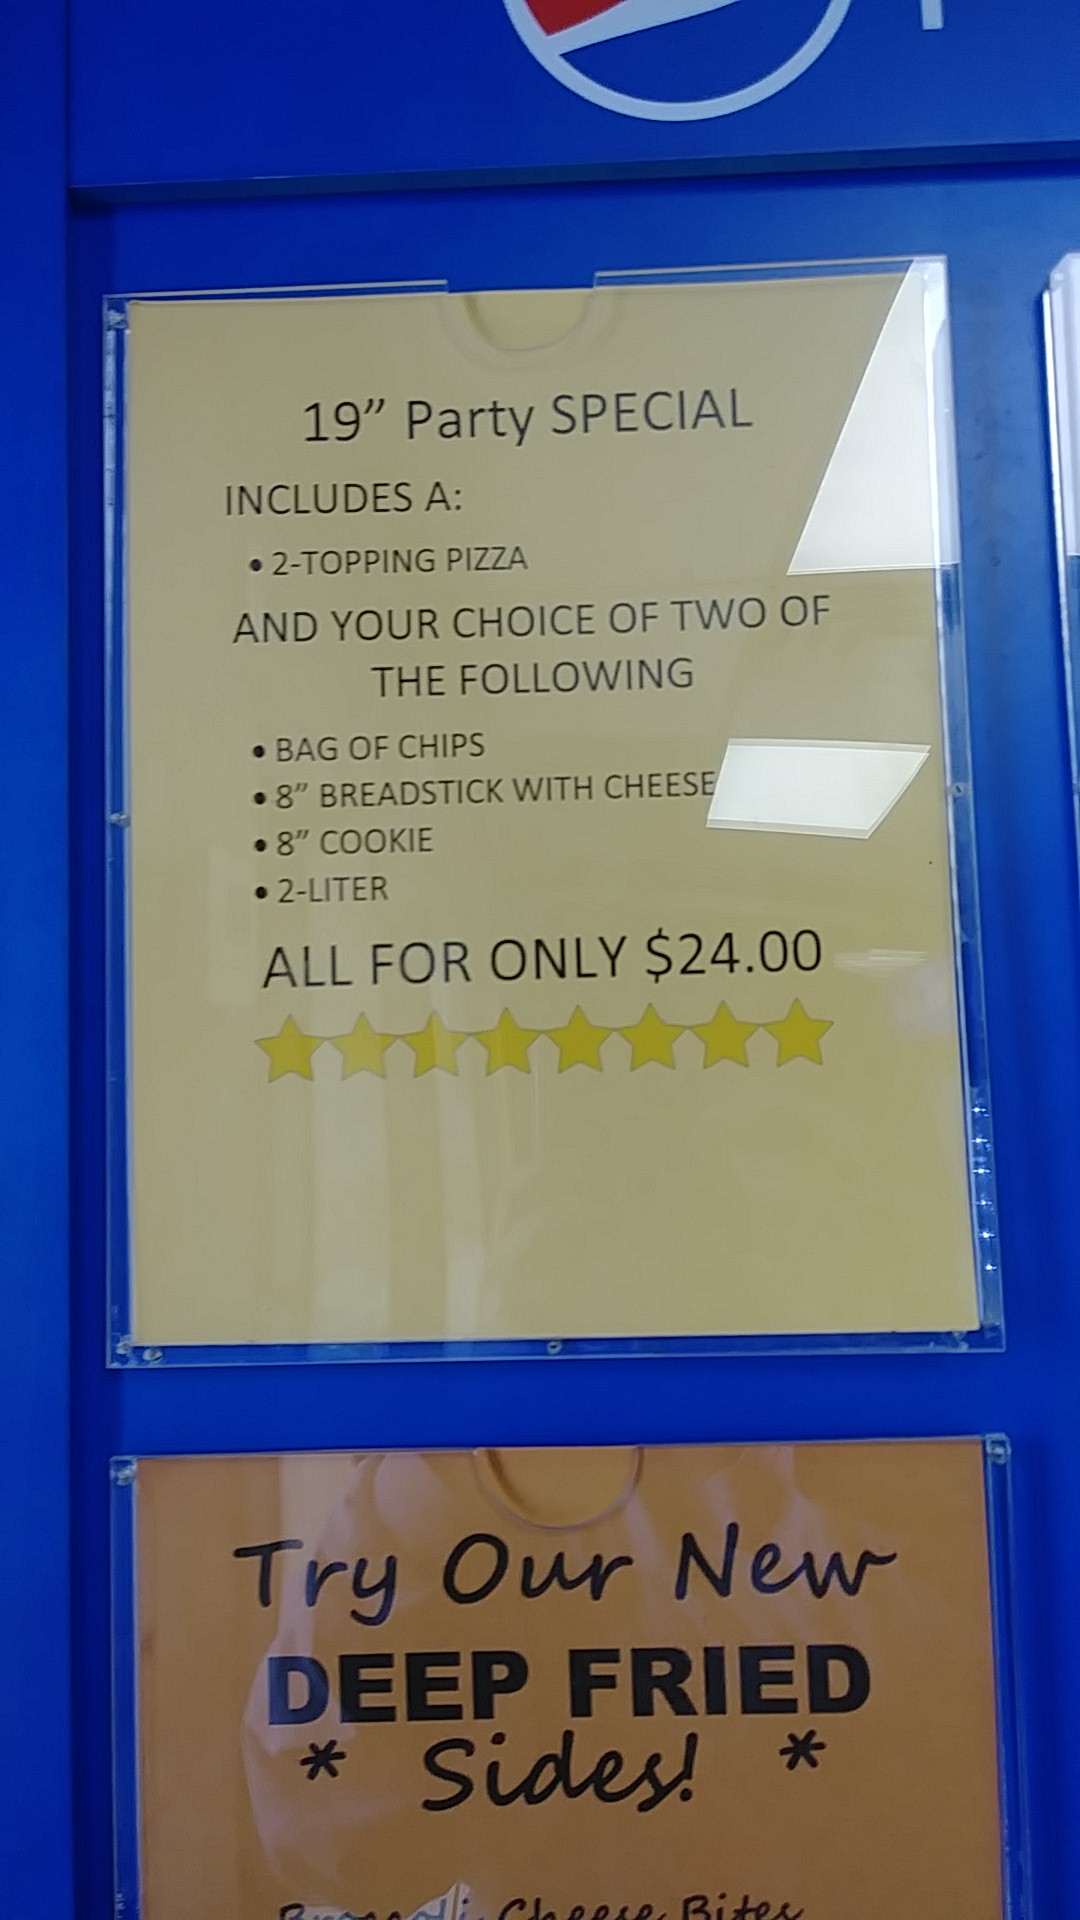 19” Party SPECIAL
INCLUDES A:
• 2-TOPPING PIZZA
AND YOUR CHOICE OF TWO OF
THE FOLLOWING
• BAG OF CHIPS
• 8” BREADSTICK WITH CHEESE
• 8” COOKIE
• 2-LITER
ALL FOR ONLY $24.00
Try Our New
DEEP FRIED
* Sides! *
Broccoli Cheese Bites